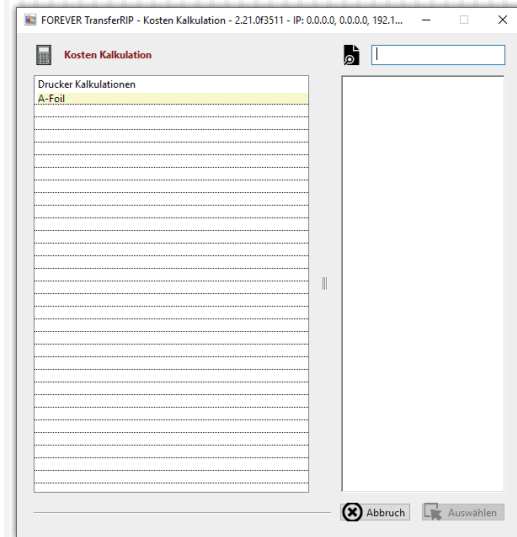 FOREVER TransferRIP - Kosten Kalkulation - 2.21.0f3511 - IP: 0.0.0.0, 0.0.0.0, 192.1...
Kosten Kalkulation
Drucker Kalkulationen
A-Foil
Abbruch
Auswählen